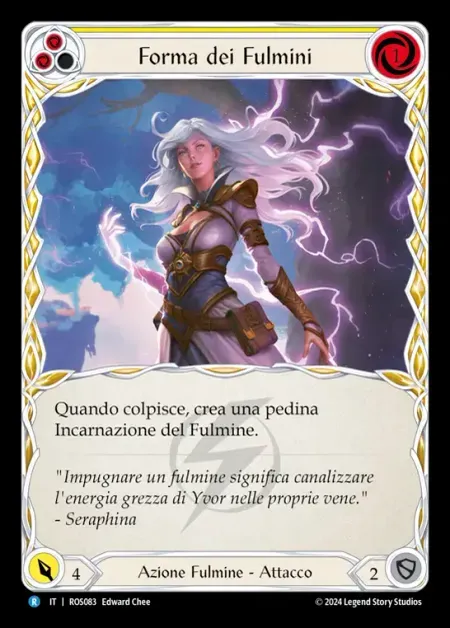 Forma dei Fulmini
1
Quando colpisce, crea una pedina
Incarnazione del Fulmine.
"Impugnare un fulmine significa canalizzare
l'energia grezza di Yvor nelle proprie vene."
- Seraphina
4
Azione Fulmine - Attacco
2
R IT | ROS083 Edward Chee
© 2024 Legend Story Studios